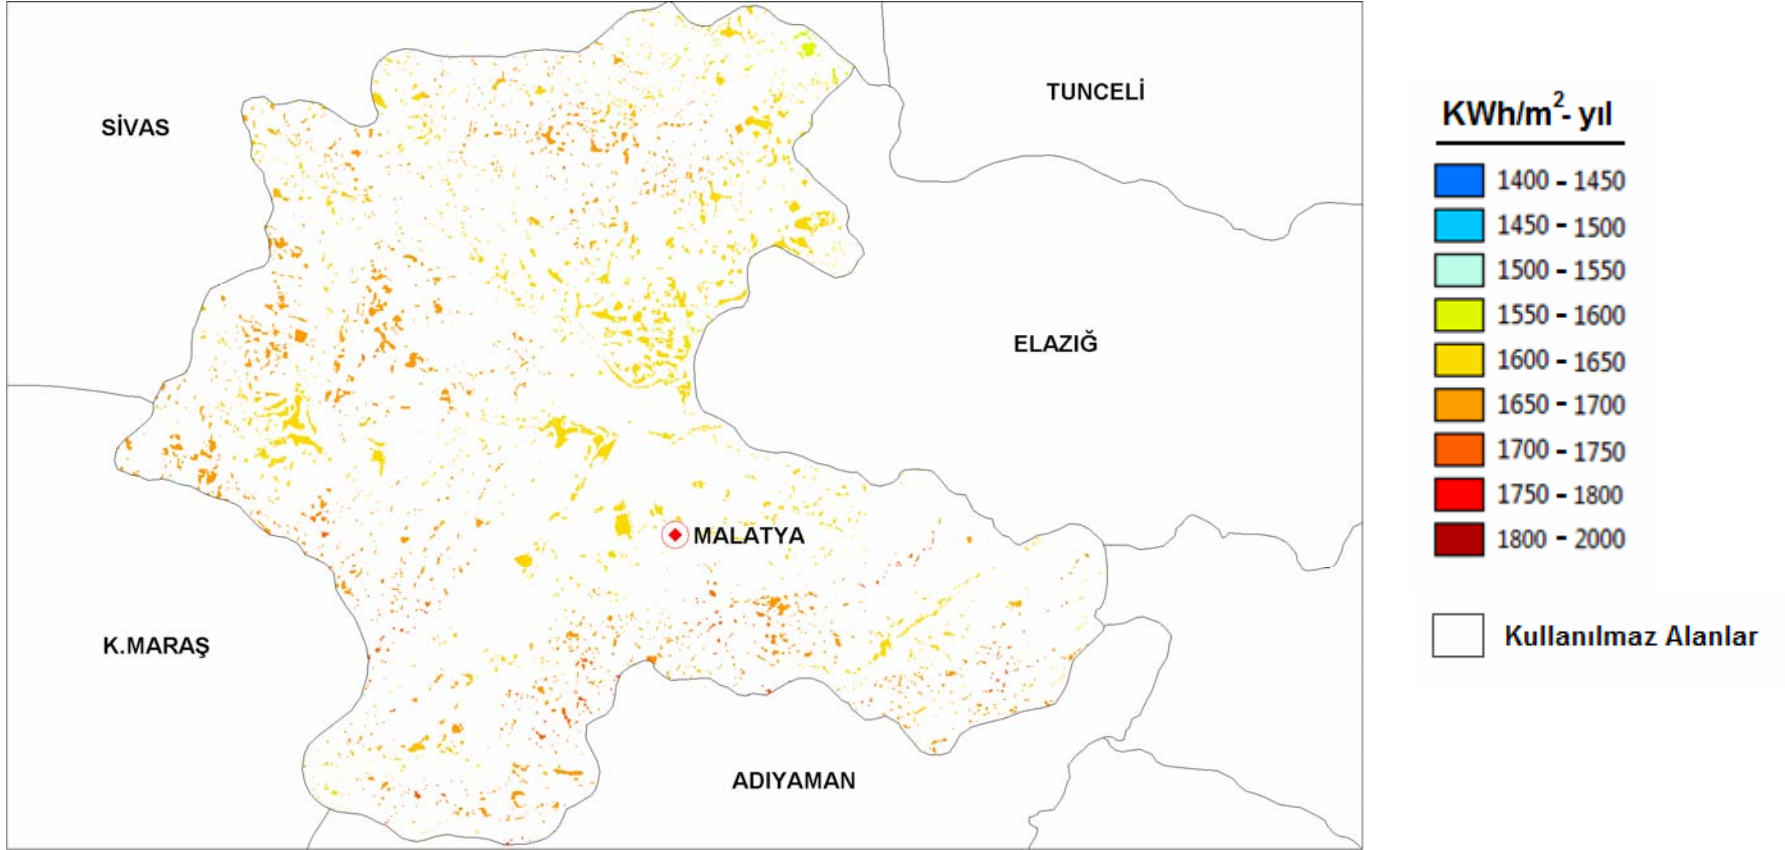 SİVAS
TUNCELİ
ELAZIĞ
MALATYA
K.MARAŞ
ADIYAMAN
KWh/m²- yıl
1400 - 1450
1450 - 1500
1500 - 1550
1550 - 1600
1600 - 1650
1650 - 1700
1700 - 1750
1750 - 1800
1800 - 2000
Kullanılmaz Alanlar